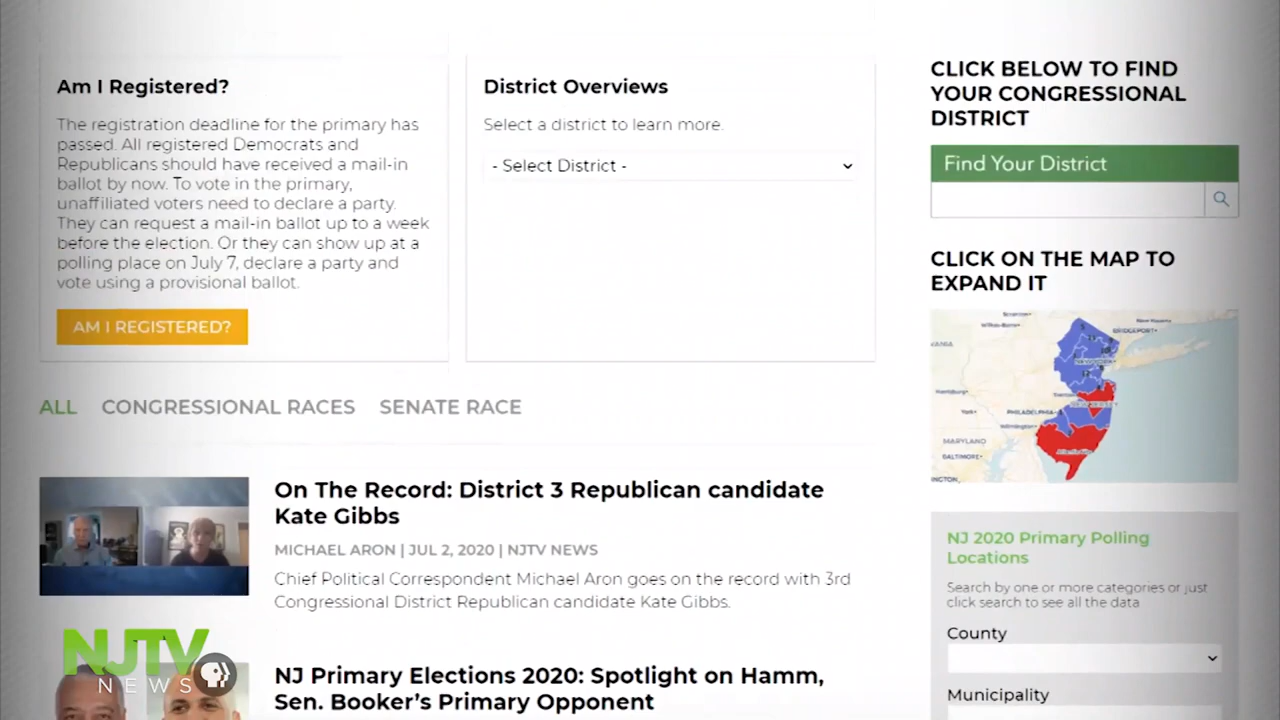 Am I Registered?
The registration deadline for the primary has
passed. All registered Democrats and
Republicans should have received a mail-in
ballot by now. To vote in the primary,
unaffiliated voters need to declare a party.
They can request a mail-in ballot up to a week
before the election. Or they can show up at a
polling place on July 7, declare a party and
vote using a provisional ballot.
AM I REGISTERED?
District Overviews
Select a district to learn more.
- Select District -
CLICK BELOW TO FIND
YOUR CONGRESSIONAL
DISTRICT
Find Your District
CLICK ON THE MAP TO
EXPAND IT
BRIDGEPORT
PHILADELPHIA
Wilmington
MARYLAND
BALTIMORE
Atlantic City
ALL CONGRESSIONAL RACES SENATE RACE
On The Record: District 3 Republican candidate
Kate Gibbs
MICHAEL ARON | JUL 2, 2020 | NJTV NEWS
Chief Political Correspondent Michael Aron goes on the record with 3rd
Congressional District Republican candidate Kate Gibbs.
NJ Primary Elections 2020: Spotlight on Hamm,
Sen. Booker's Primary Opponent
NJ 2020 Primary Polling
Locations
Search by one or more categories or just
click search to see all the data
County
Municipality
NJTV
NEWS